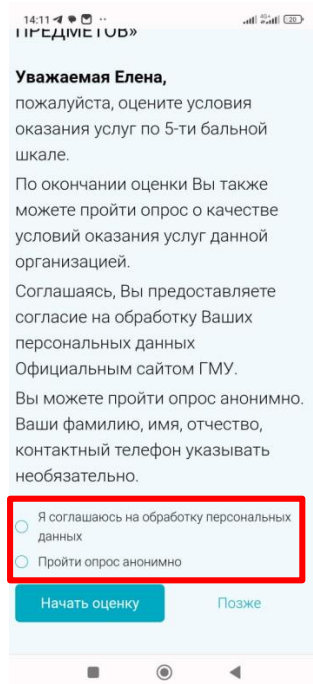 14:11
4G+
20
ПРЕДМЕТОВ»
Уважаемая Елена,
пожалуйста, оцените условия
оказания услуг по 5-ти бальной
шкале.
По окончании оценки Вы также
можете пройти опрос о качестве
условий оказания услуг данной
организацией.
Соглашаясь, Вы предоставляете
согласие на обработку Ваших
персональных данных
Официальным сайтом ГМУ.
Вы можете пройти опрос анонимно.
Ваши фамилию, имя, отчество,
контактный телефон указывать
необязательно.
Я соглашаюсь на обработку персональных
данных
Пройти опрос анонимно
Начать оценку
Позже